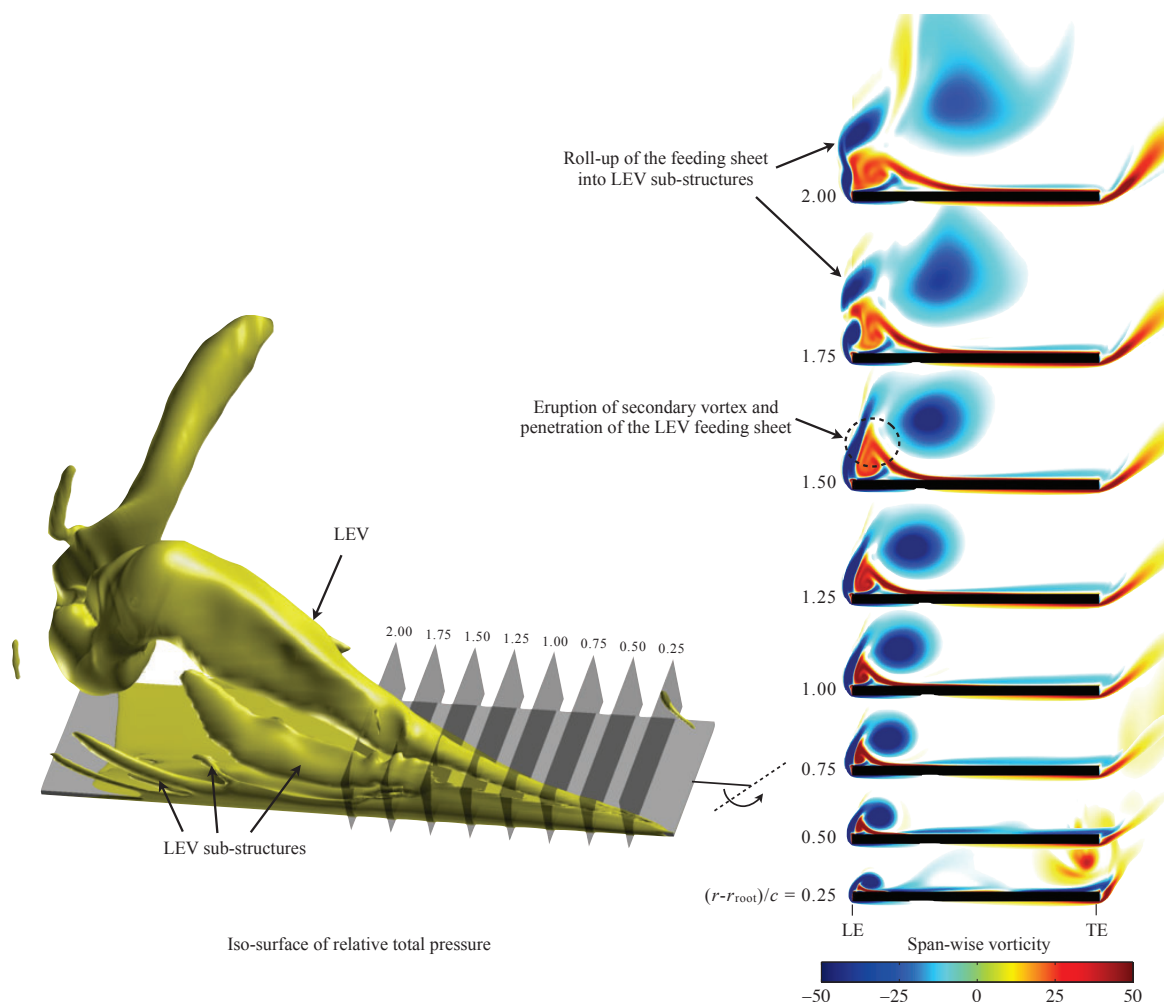 Roll-up of the feeding sheet
into LEV sub-structures
2.00
1.75
Eruption of secondary vortex and
penetration of the LEV feeding sheet
1.50
LEV
1.25
2.00 1.75 1.50 1.25 1.00 0.75 0.50 0.25
1.00
0.75
0.50
LEV sub-structures
(r-rroot)/c = 0.25
LE TE
Iso-surface of relative total pressure
Span-wise vorticity
−50 −25 0 25 50